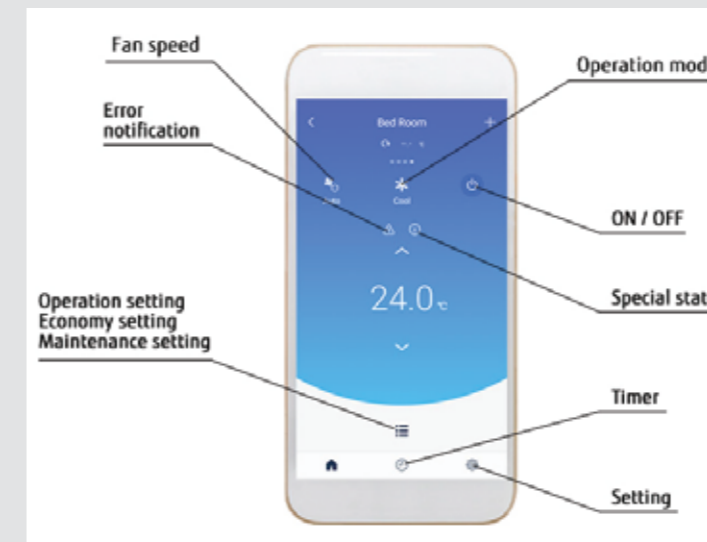 Fan speed
Operation mod
Error
notification
Bed Room
Cool
ON / OFF
24.0 °C
Operation setting
Economy setting
Maintenance setting
Special stat
Timer
Setting